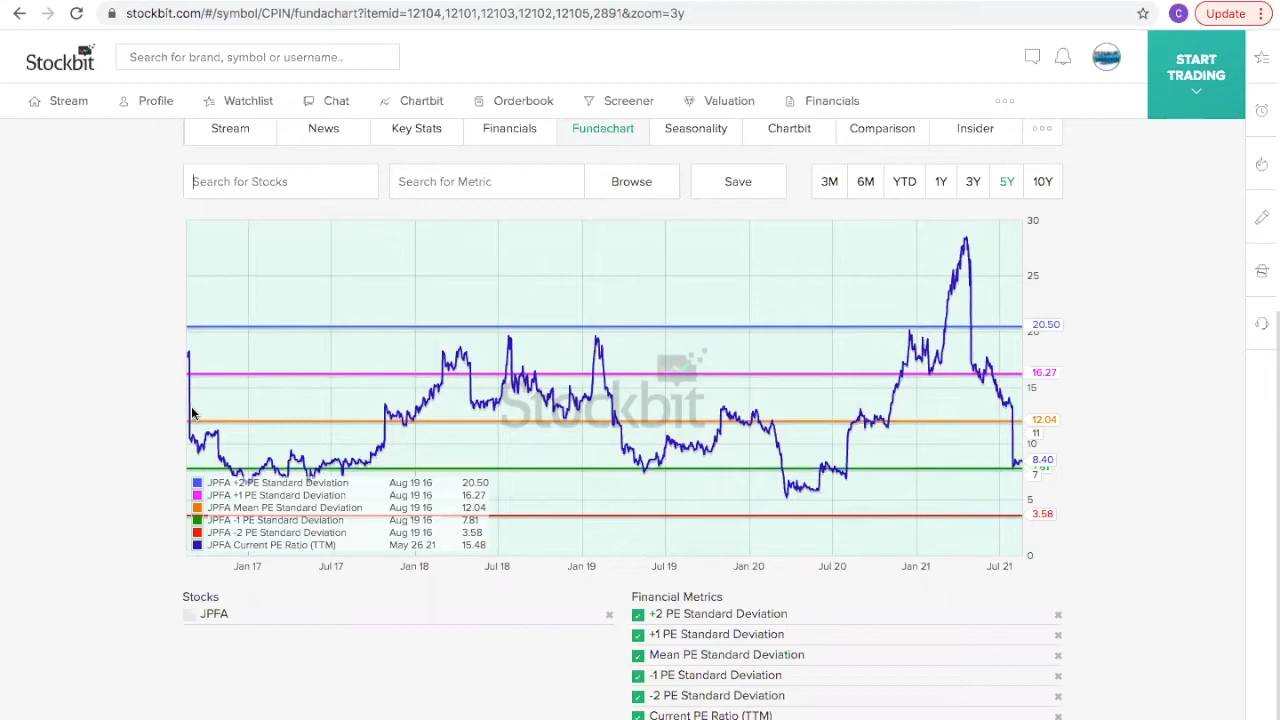 stockbit.com/#/symbol/CPIN/fundachart?itemid=12104,12101,12103,12102,12105,2891&zoom=3y
C
Update
Stockbit
Search for brand, symbol or username..
START TRADING
Stream Profile Watchlist Chat Chartbit Orderbook Screener Valuation Financials
Stream News Key Stats Financials Fundachart Seasonality Chartbit Comparison Insider
Search for Stocks Search for Metric Browse Save 3M 6M YTD 1Y 3Y 5Y 10Y
30
25
20.50
20
16.27
15
12.04
11
10
8.40
7
5
3.58
0
Stockbit
JPFA +2 PE Standard Deviation Aug 19 16 20.50
JPFA +1 PE Standard Deviation Aug 19 16 16.27
JPFA Mean PE Standard Deviation Aug 19 16 12.04
JPFA -1 PE Standard Deviation Aug 19 16 7.81
JPFA -2 PE Standard Deviation Aug 19 16 3.58
JPFA Current PE Ratio (TTM) May 26 21 15.48
Jan 17 Jul 17 Jan 18 Jul 18 Jan 19 Jul 19 Jan 20 Jul 20 Jan 21 Jul 21
Stocks
JPFA
Financial Metrics
+2 PE Standard Deviation
+1 PE Standard Deviation
Mean PE Standard Deviation
-1 PE Standard Deviation
-2 PE Standard Deviation
Current PE Ratio (TTM)